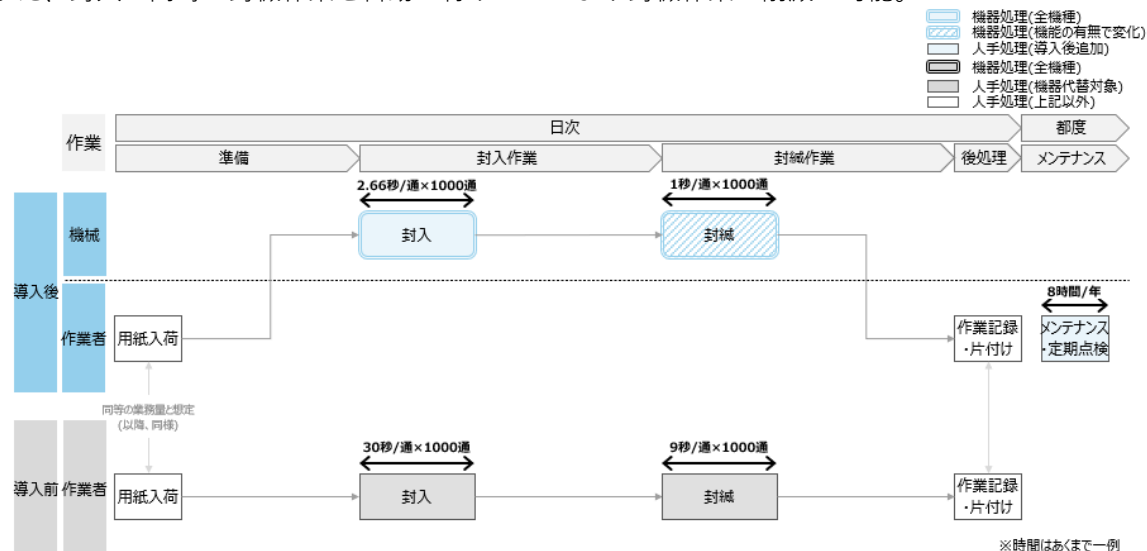 機器処理(全機種)
機器処理(機能の有無で変化)
人手処理(導入後追加)
機器処理(全機種)
人手処理(機器代替対象)
人手処理(上記以外)
作業
日次
都度
準備
封入作業
封緘作業
後処理
メンテナンス
2.66秒/通×1000通
1秒/通×1000通
導入後
機械
封入
封緘
8時間/年
作業者
用紙入荷
作業記録
・片付け
メンテナンス
・定期点検
同等の業務量と想定
(以降、同様)
30秒/通×1000通
9秒/通×1000通
導入前
作業者
用紙入荷
封入
封緘
作業記録
・片付け
※時間はあくまで一例